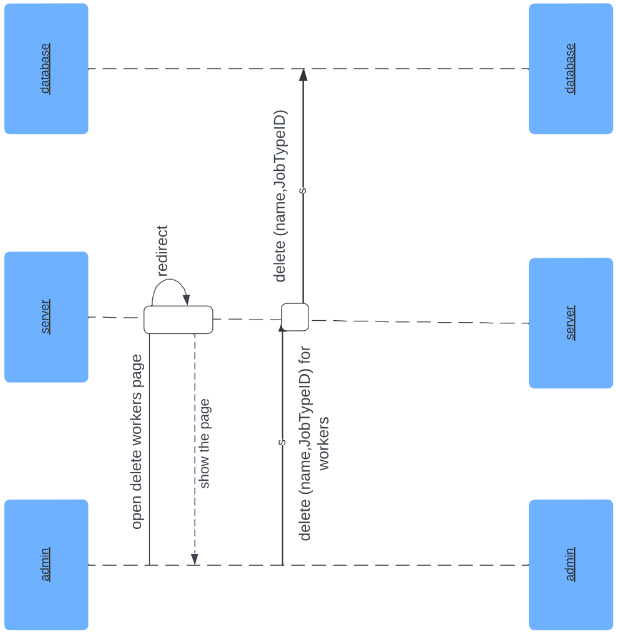 admin
server
database
open delete workers page
redirect
show the page
s
delete (name,JobTypeID) for
workers
s
delete (name,JobTypeID)
admin
server
database